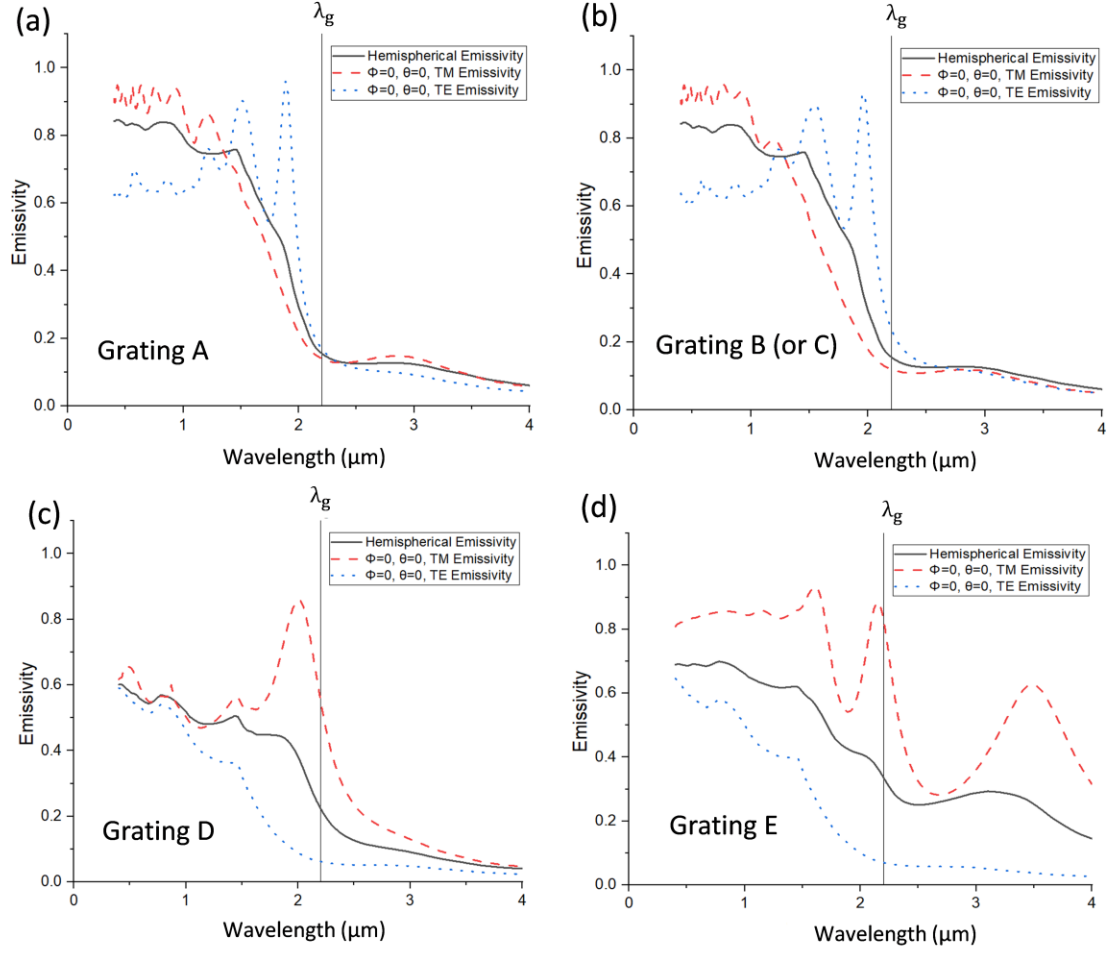 (a)
λg
Hemispherical Emissivity
Φ=0, θ=0, TM Emissivity
Φ=0, θ=0, TE Emissivity
1.0
0.8
0.6
0.4
0.2
0.0
Emissivity
Grating A
0 1 2 3 4
Wavelength (μm)
(b)
λg
Hemispherical Emissivity
Φ=0, θ=0, TM Emissivity
Φ=0, θ=0, TE Emissivity
1.0
0.8
0.6
0.4
0.2
0.0
Emissivity
Grating B (or C)
0 1 2 3 4
Wavelength (μm)
(c)
λg
Hemispherical Emissivity
Φ=0, θ=0, TM Emissivity
Φ=0, θ=0, TE Emissivity
1.0
0.8
0.6
0.4
0.2
0.0
Emissivity
Grating D
0 1 2 3 4
Wavelength (μm)
(d)
λg
Hemispherical Emissivity
Φ=0, θ=0, TM Emissivity
Φ=0, θ=0, TE Emissivity
1.0
0.8
0.6
0.4
0.2
0.0
Emissivity
Grating E
0 1 2 3 4
Wavelength (μm)